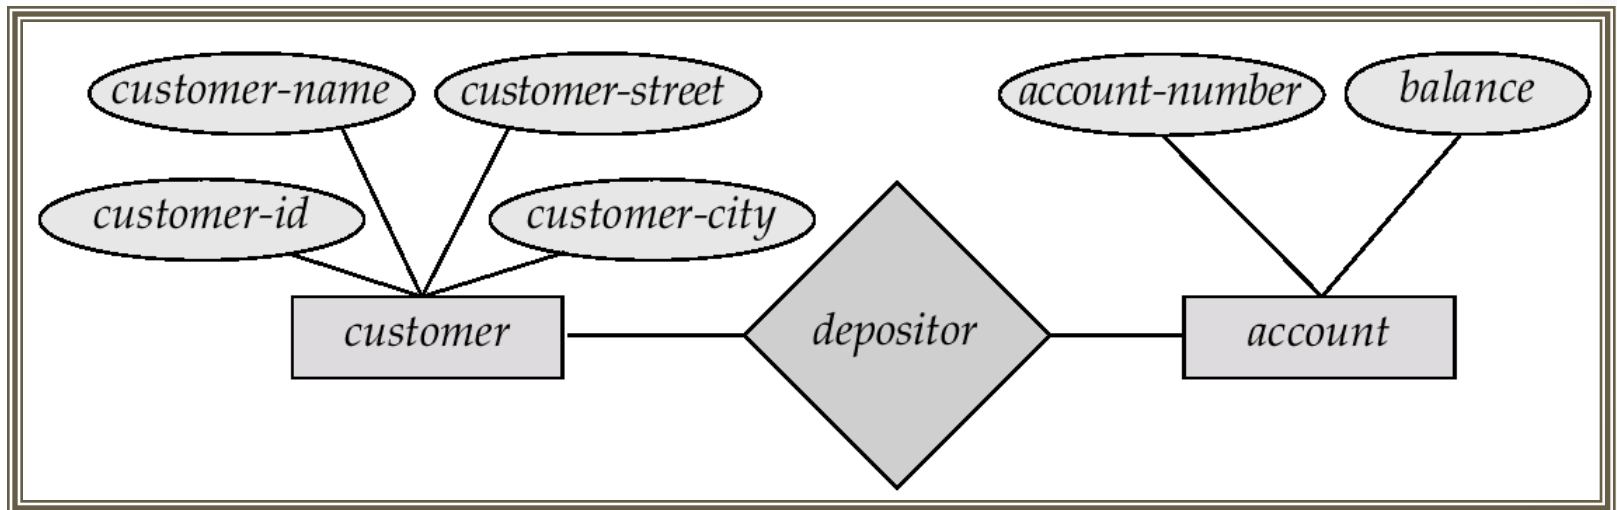 customer-name
customer-street
account-number
balance
customer-id
customer-city
customer
depositor
account